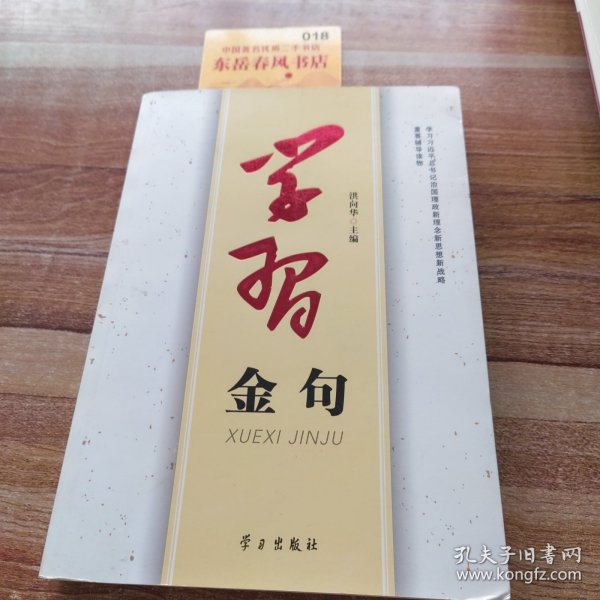 018
中国著名民间二手书店
东岳春风书店
学习习近平总书记治国理政新理念新思想新战略
重要辅导读物
学習
洪向华◎主编
金句
XUEXI JINJU
学习出版社
孔夫子旧书网
www.kongfz.com